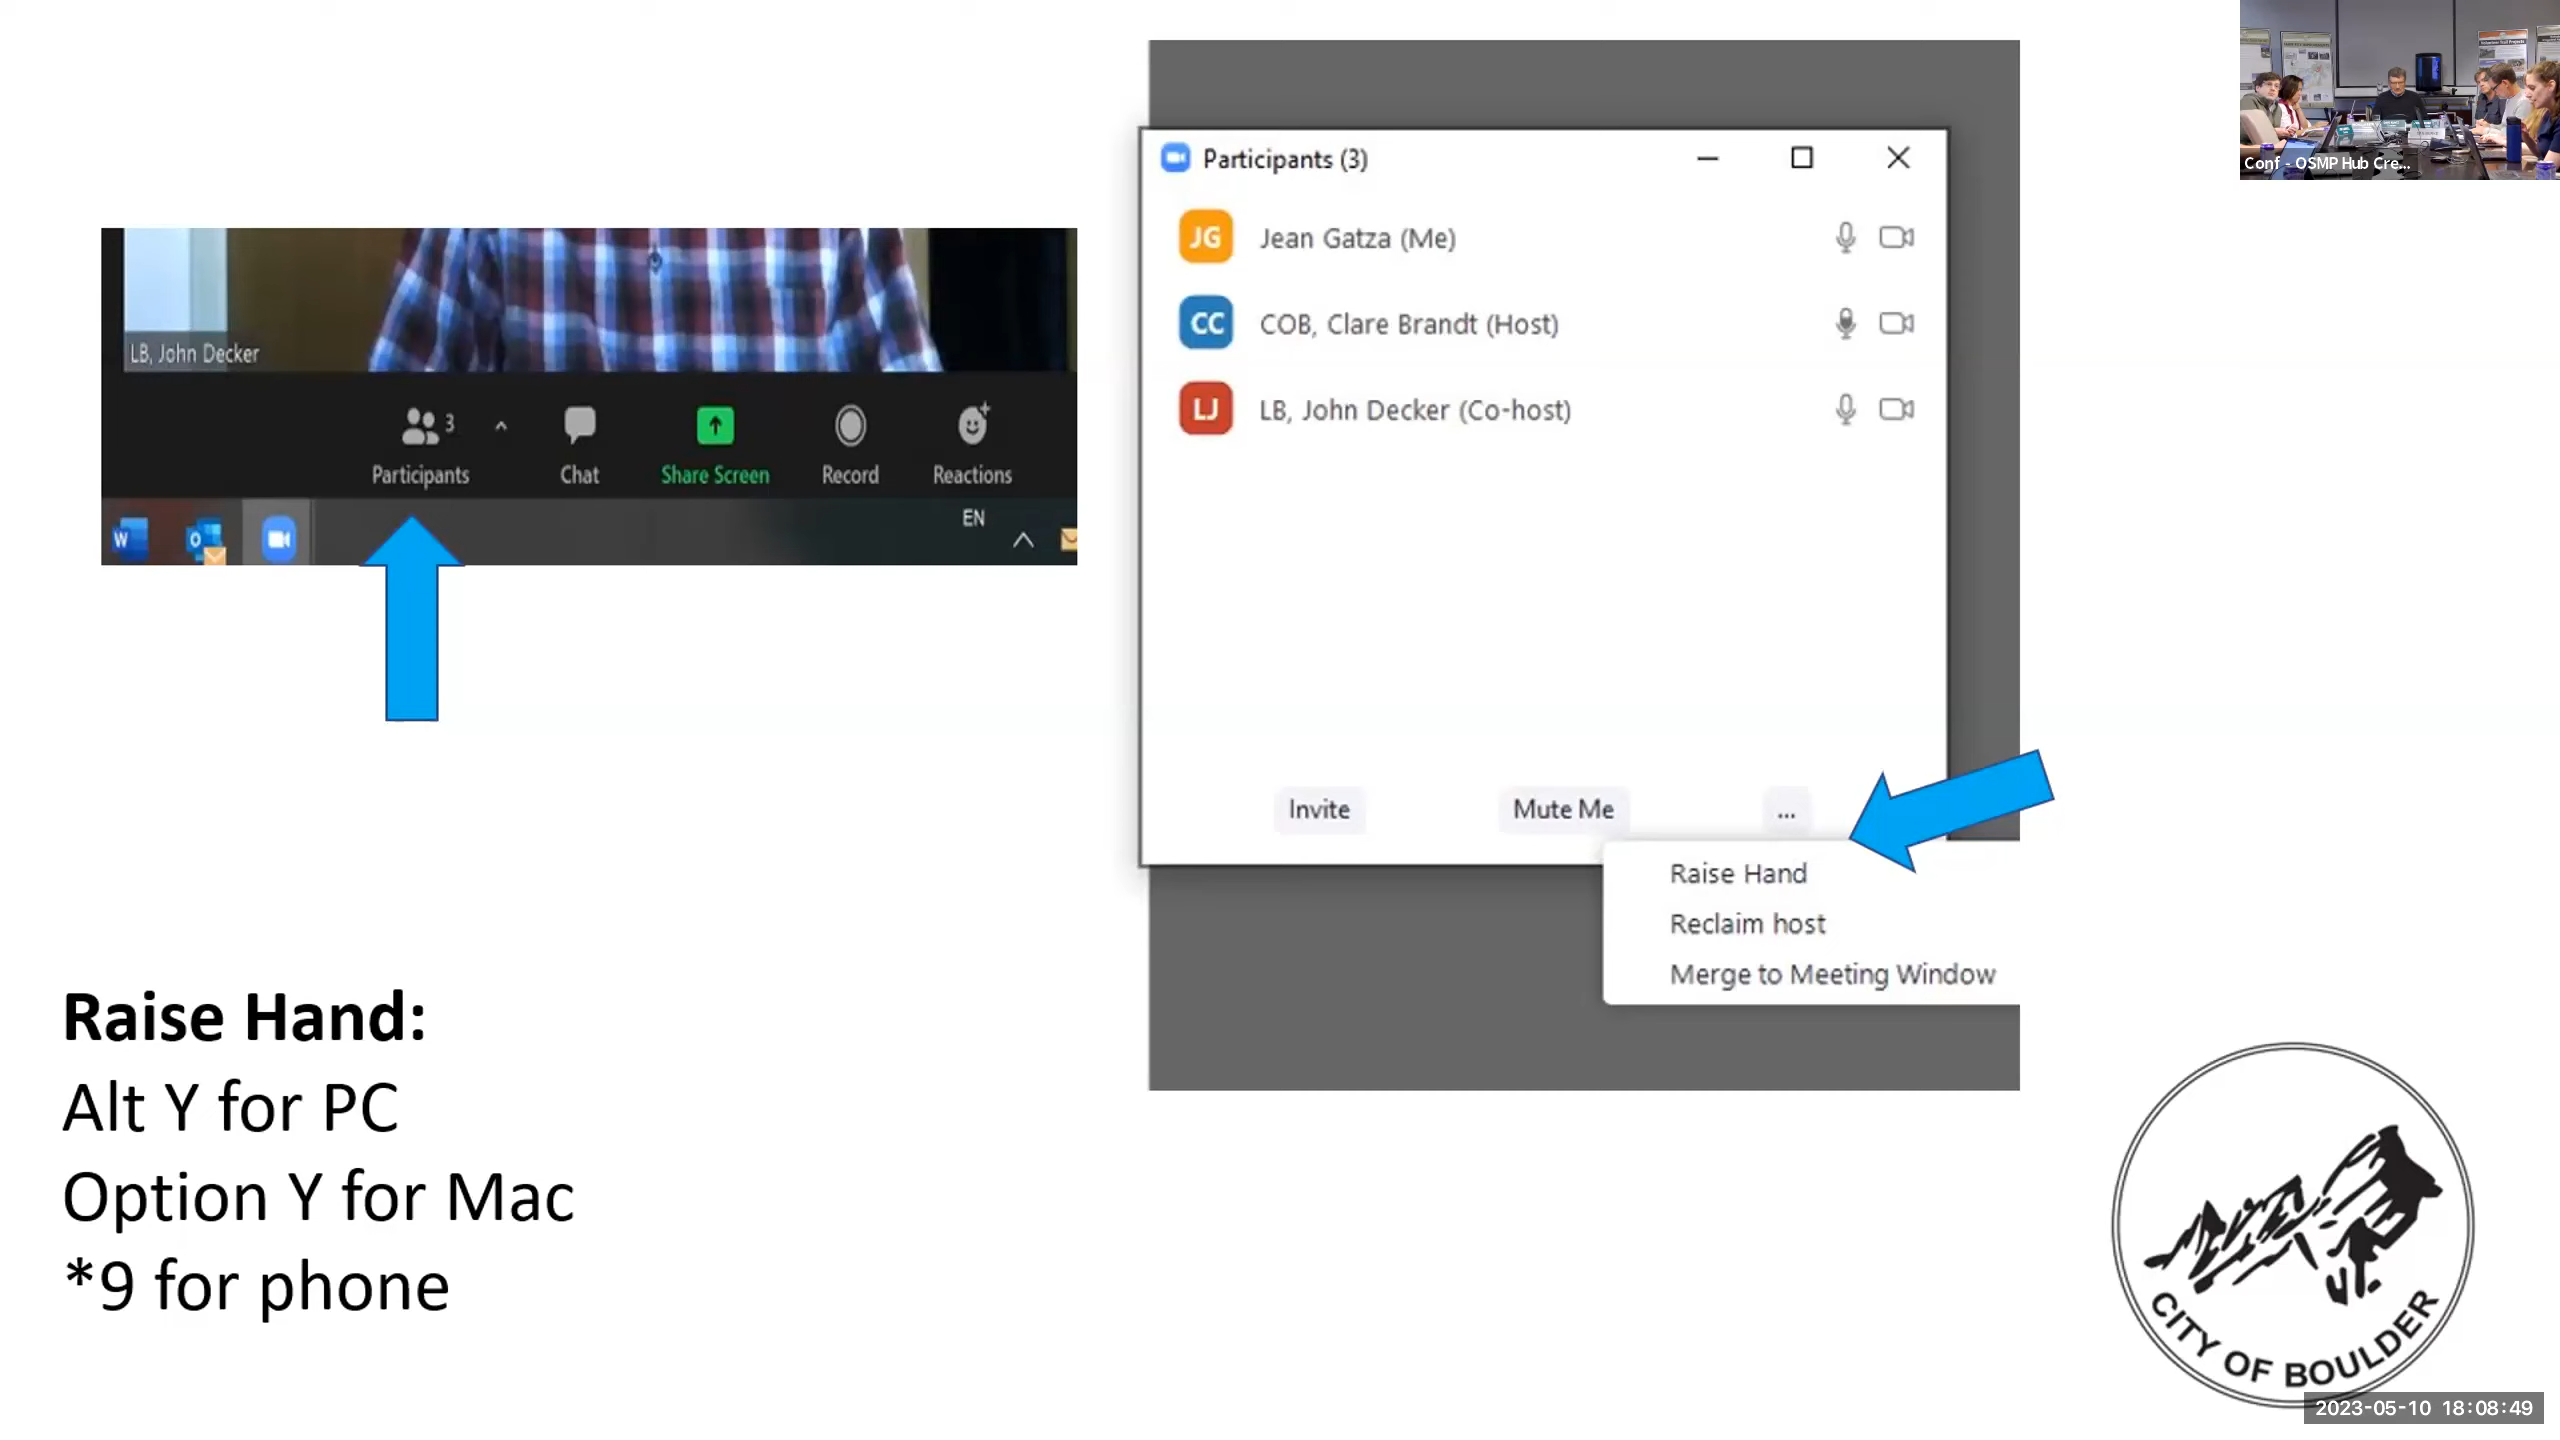 Conf - OSMP Hub Cre...
Participants (3)
JG Jean Gatza (Me)
CC COB, Clare Brandt (Host)
LJ LB, John Decker (Co-host)
Invite Mute Me ...
Raise Hand
Reclaim host
Merge to Meeting Window
LB, John Decker
3
Participants Chat Share Screen Record Reactions
EN
W O
Raise Hand:
Alt Y for PC
Option Y for Mac
*9 for phone
CITY OF BOULDER
2023-05-10 18:08:49